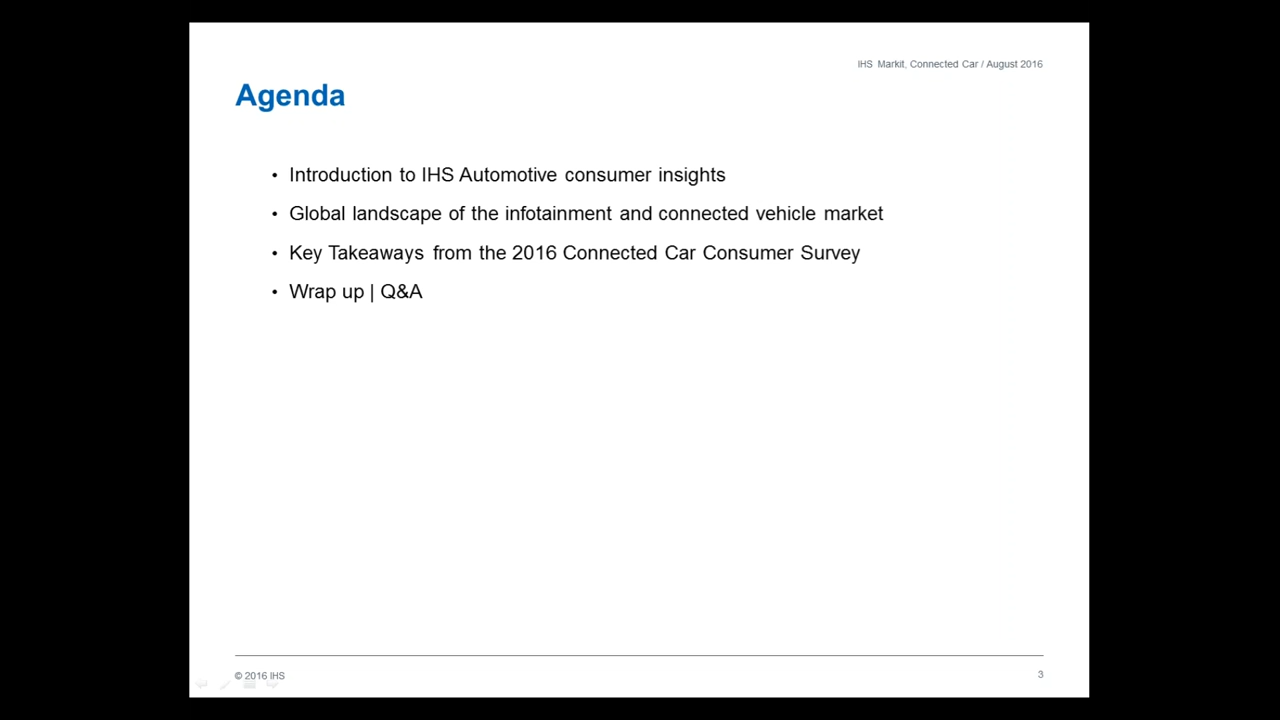 IHS Markit, Connected Car / August 2016
Agenda
• Introduction to IHS Automotive consumer insights
• Global landscape of the infotainment and connected vehicle market
• Key Takeaways from the 2016 Connected Car Consumer Survey
• Wrap up | Q&A
© 2016 IHS
3